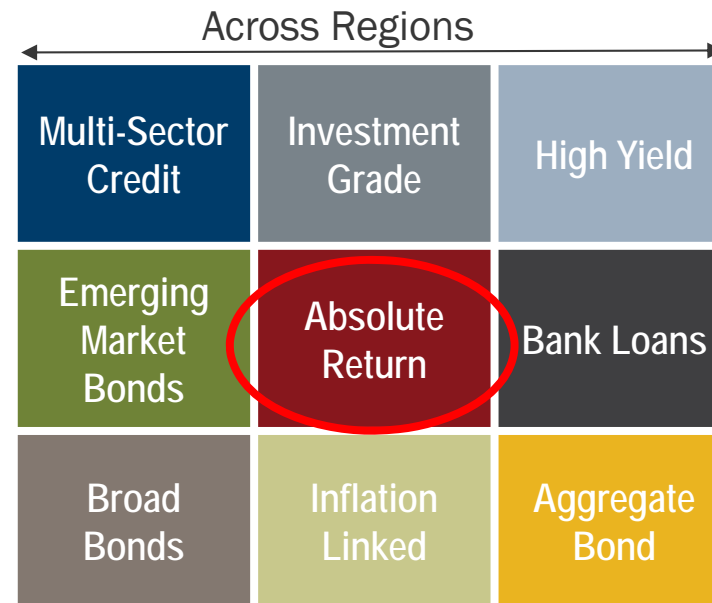 Across Regions
Multi-Sector
Credit
Investment
Grade
High Yield
Emerging
Market
Bonds
Absolute
Return
Bank Loans
Broad
Bonds
Inflation
Linked
Aggregate
Bond